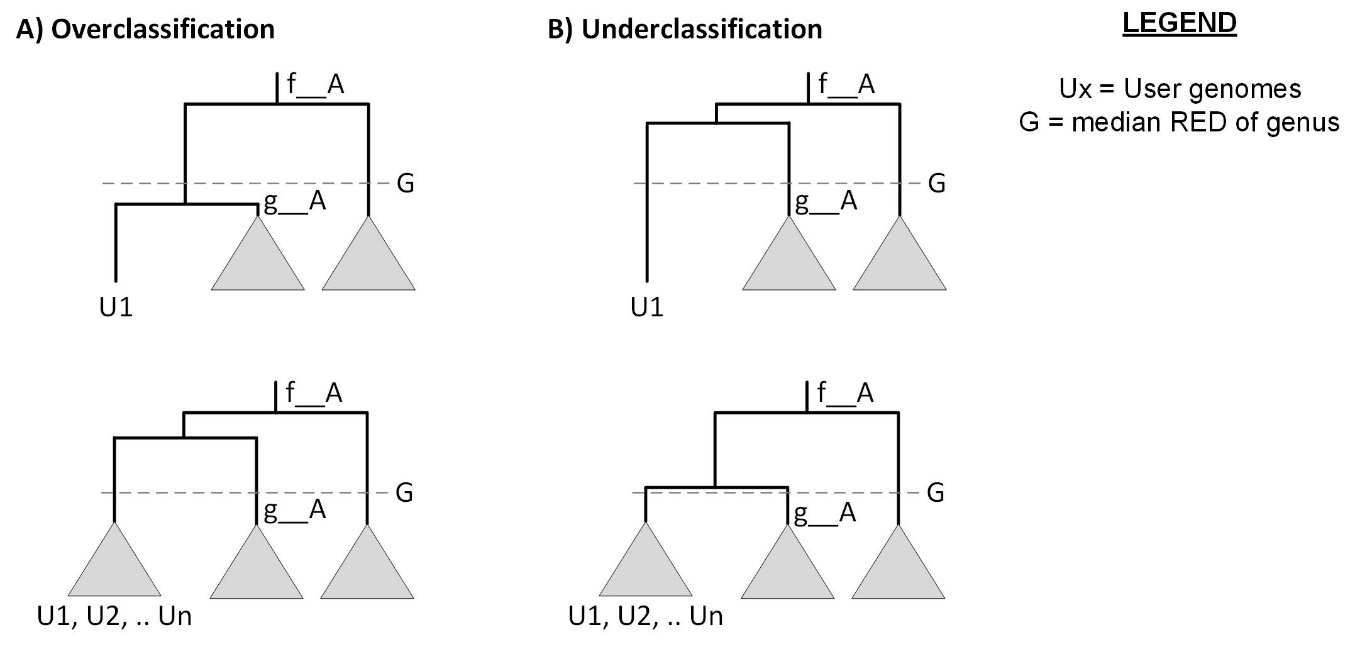 A) Overclassification
B) Underclassification
LEGEND
f__A
f__A
Ux = User genomes
G = median RED of genus
G
G
g__A
g__A
U1
U1
f__A
f__A
G
G
g__A
g__A
U1, U2, .. Un
U1, U2, .. Un